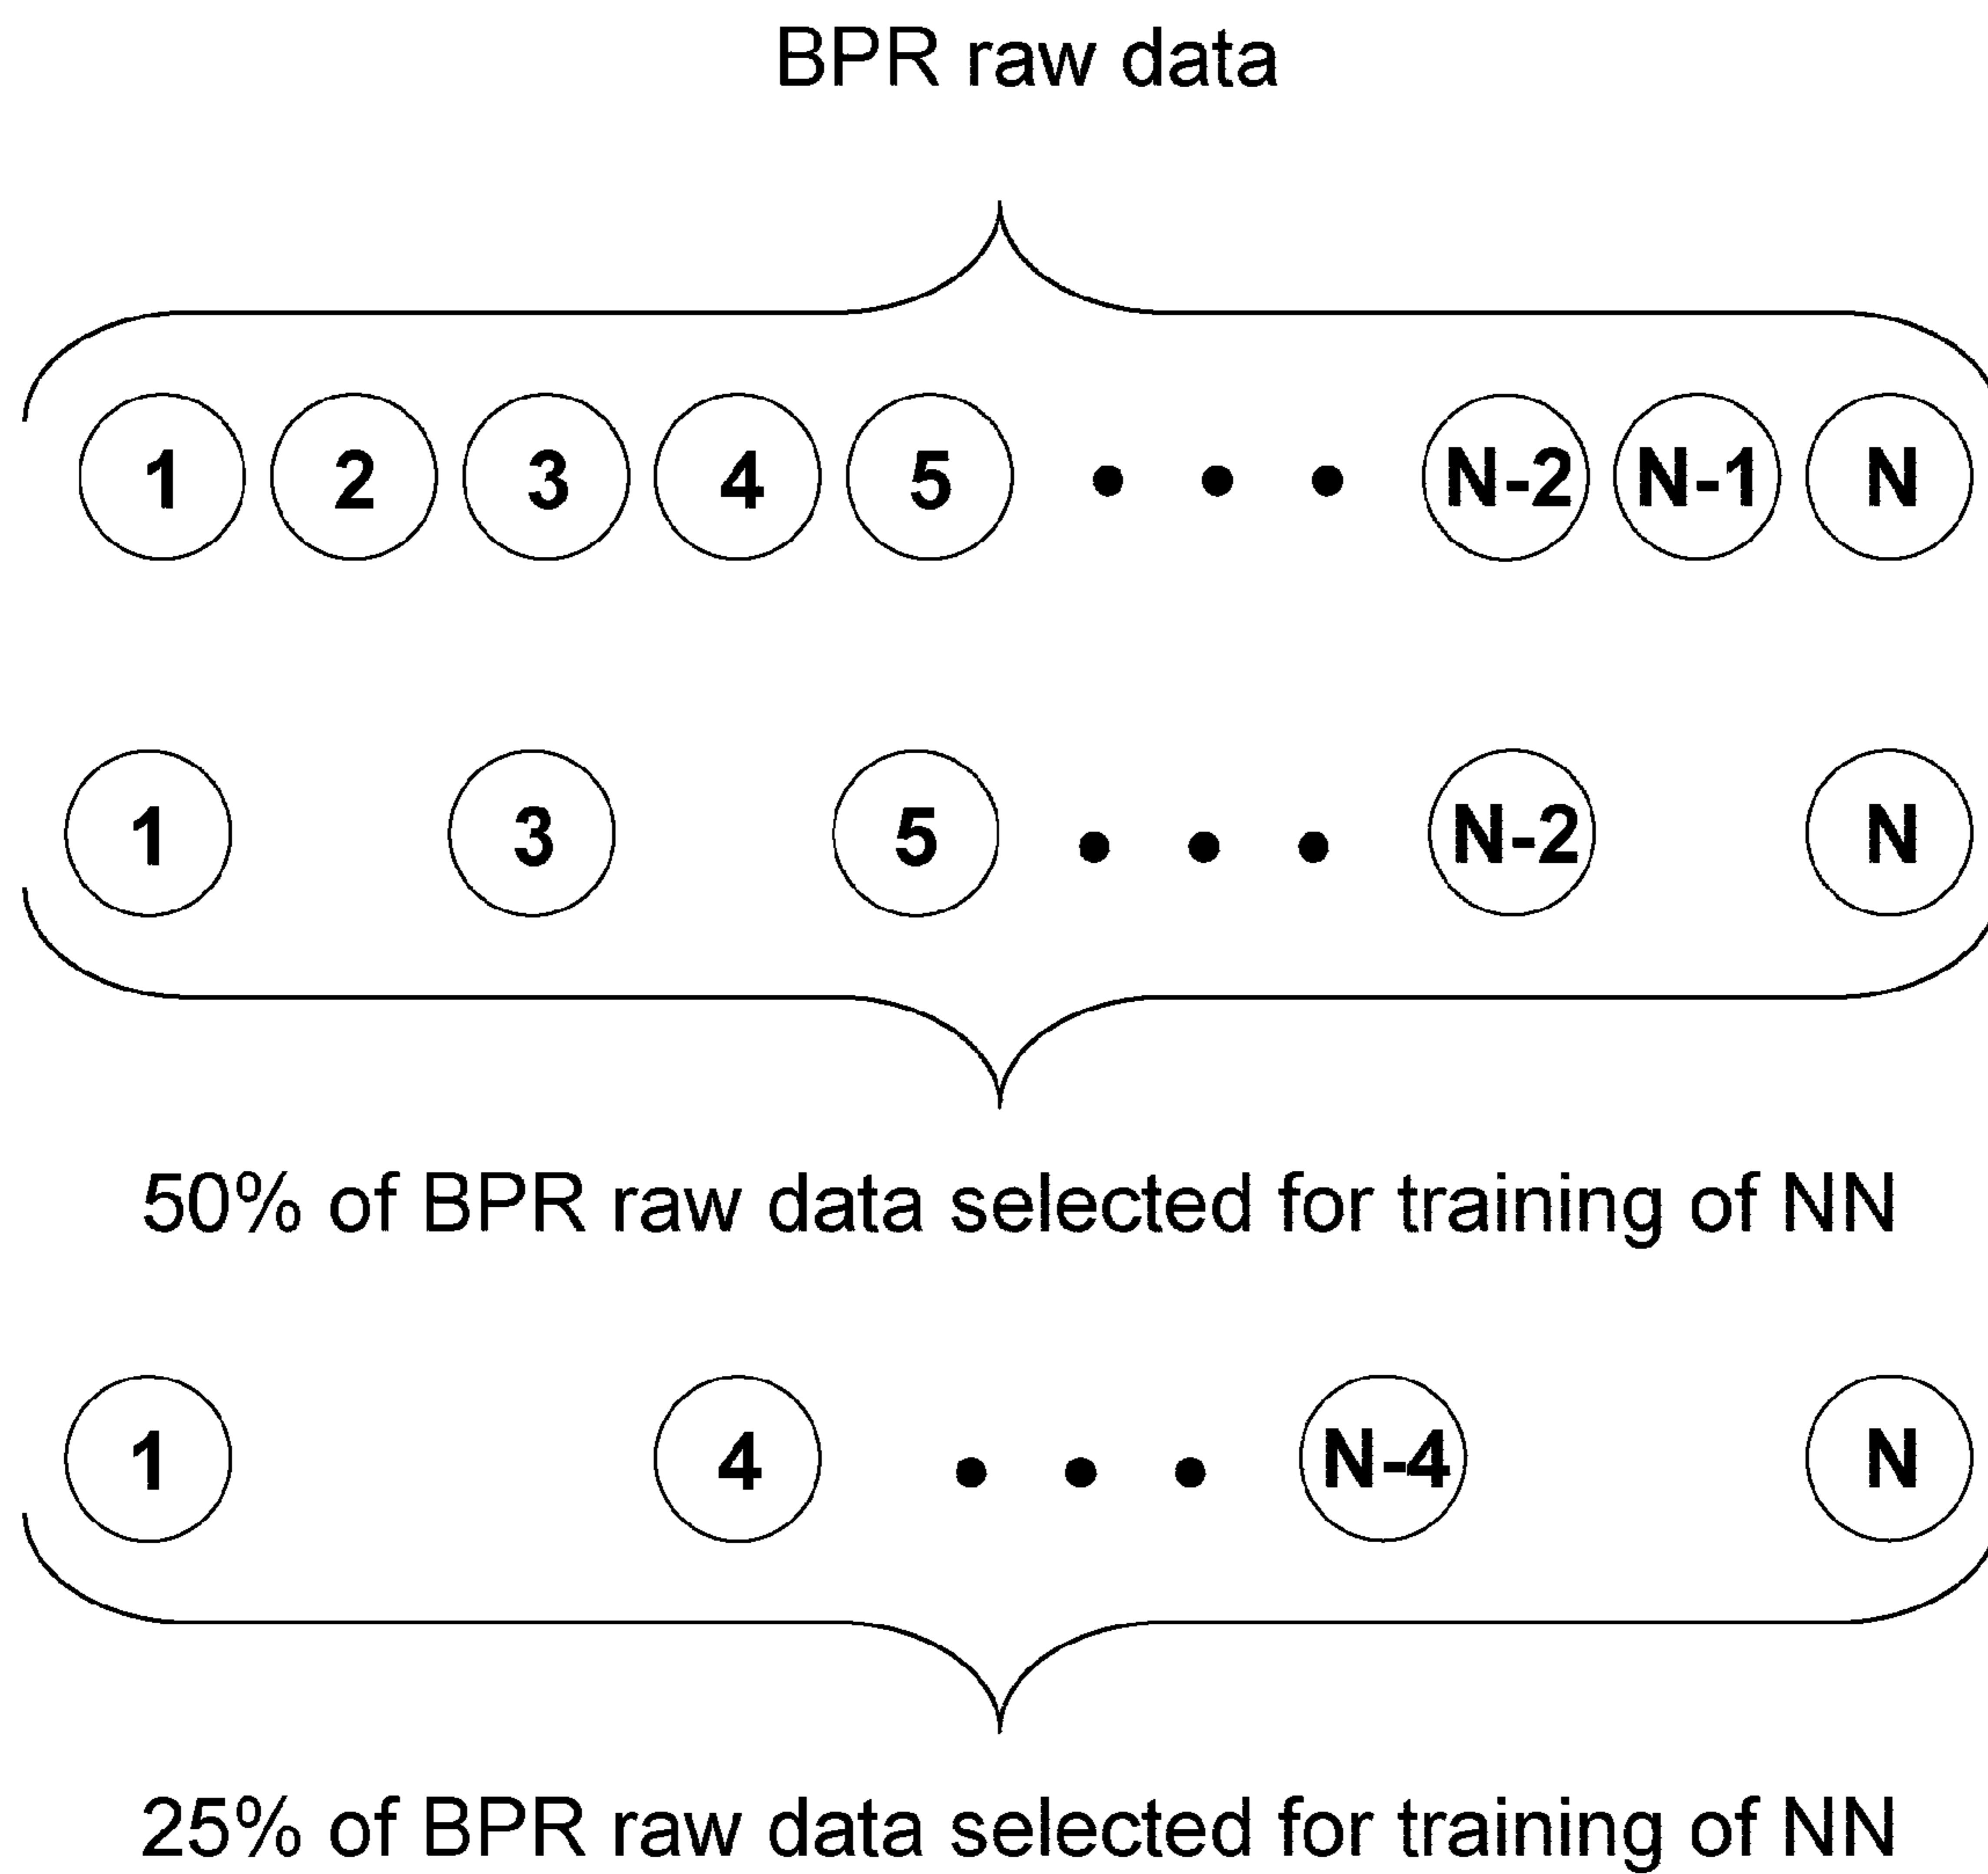 BPR raw data
1 2 3 4 5 • • • N-2 N-1 N
1 3 5 • • • N-2 N
50% of BPR raw data selected for training of NN
1 4 • • • N-4 N
25% of BPR raw data selected for training of NN